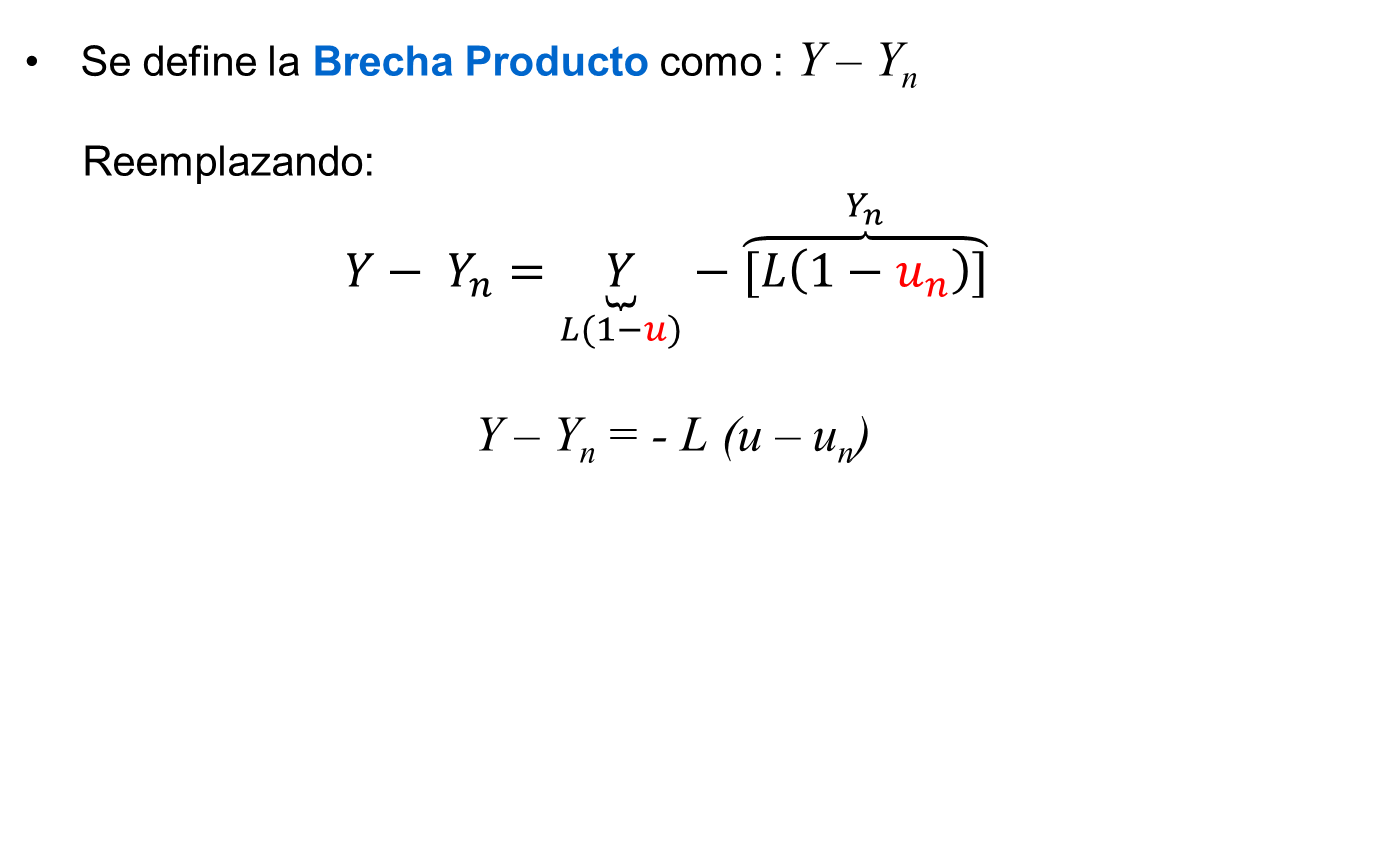 • Se define la Brecha Producto como : Y – Yₙ
Reemplazando:
Yₙ
Y − Yₙ = Y − [L(1 − uₙ)]
L(1−u)
Y – Yₙ = - L (u – uₙ)